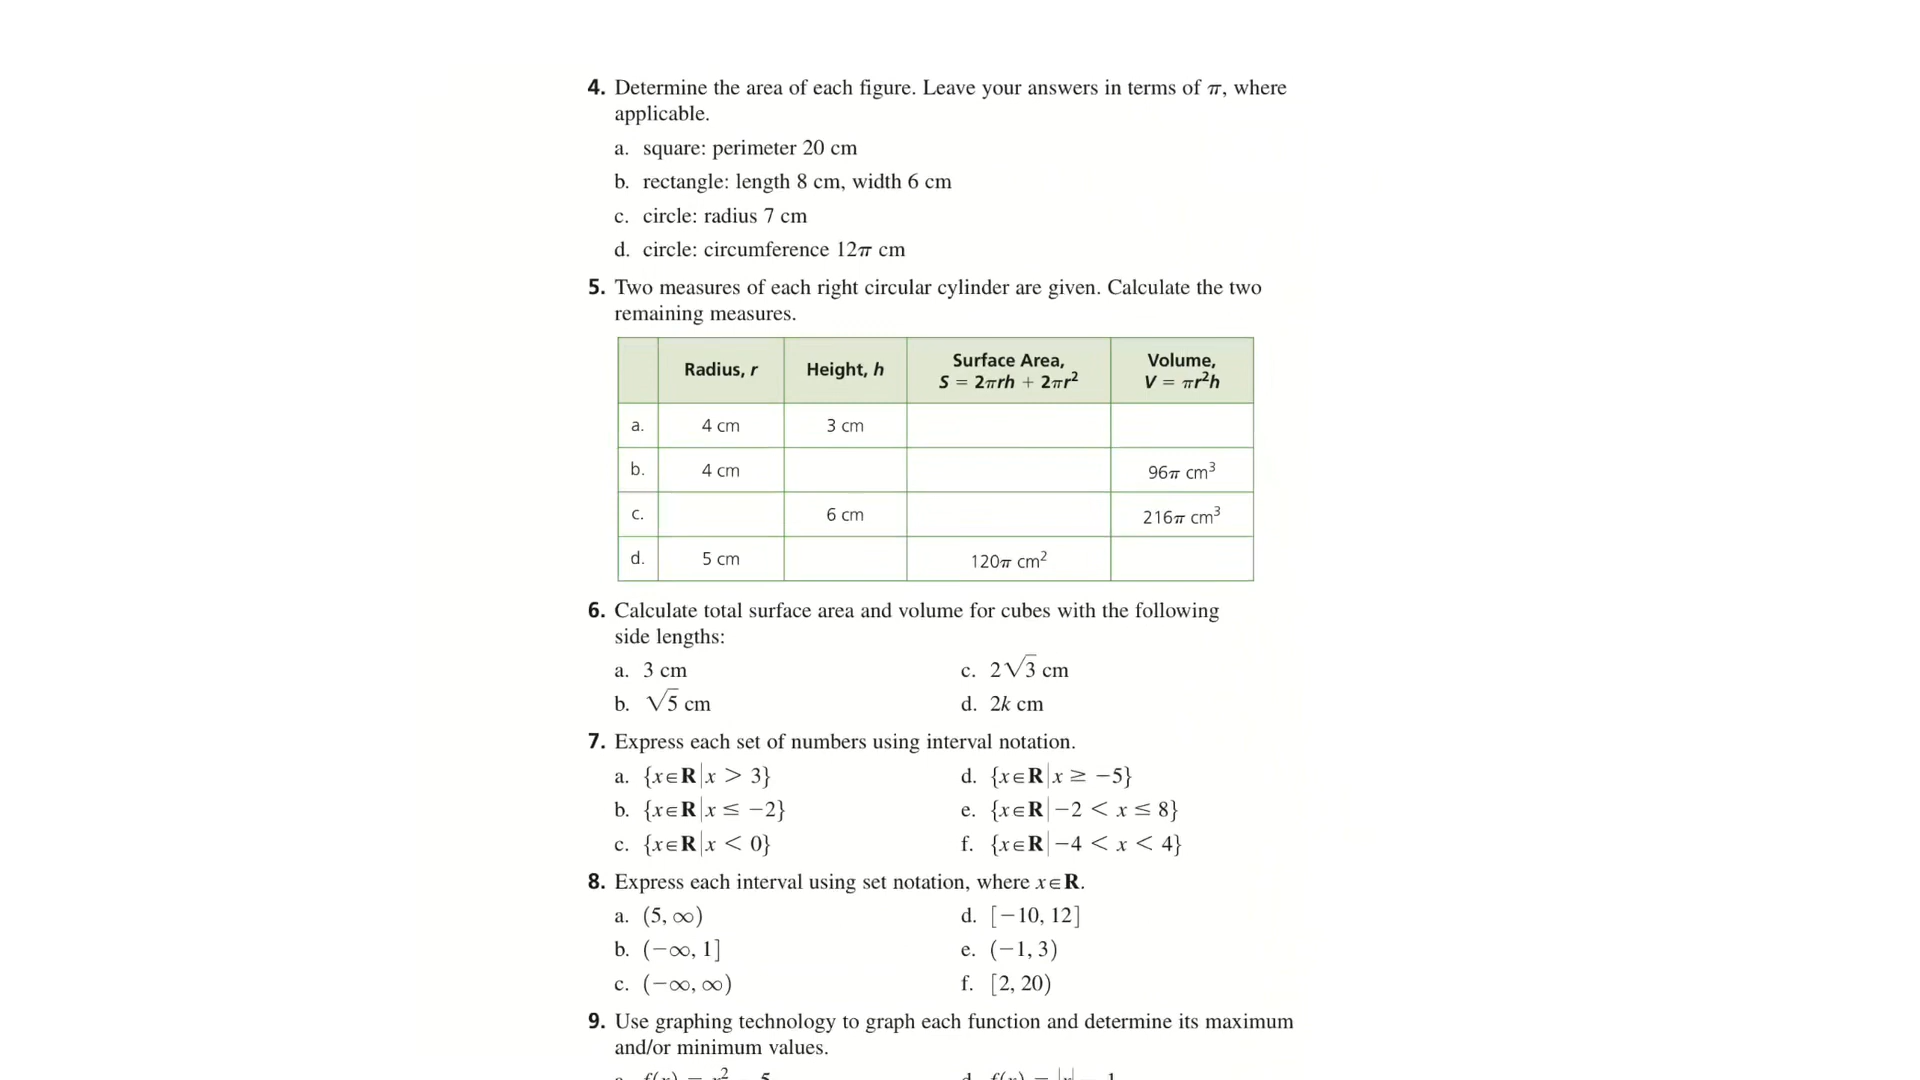 4. Determine the area of each figure. Leave your answers in terms of π, where
applicable.
a. square: perimeter 20 cm
b. rectangle: length 8 cm, width 6 cm
c. circle: radius 7 cm
d. circle: circumference 12π cm
5. Two measures of each right circular cylinder are given. Calculate the two
remaining measures.
Radius, r Height, h Surface Area, S = 2πrh + 2πr² Volume, V = πr²h
a. 4 cm 3 cm
b. 4 cm 96π cm³
c. 6 cm 216π cm³
d. 5 cm 120π cm²
6. Calculate total surface area and volume for cubes with the following
side lengths:
a. 3 cm c. 2√3 cm
b. √5 cm d. 2k cm
7. Express each set of numbers using interval notation.
a. {x∈R|x > 3} d. {x∈R|x ≥ −5}
b. {x∈R|x ≤ −2} e. {x∈R|−2 < x ≤ 8}
c. {x∈R|x < 0} f. {x∈R|−4 < x < 4}
8. Express each interval using set notation, where x∈R.
a. (5, ∞) d. [−10, 12]
b. (−∞, 1] e. (−1, 3)
c. (−∞, ∞) f. [2, 20)
9. Use graphing technology to graph each function and determine its maximum
and/or minimum values.